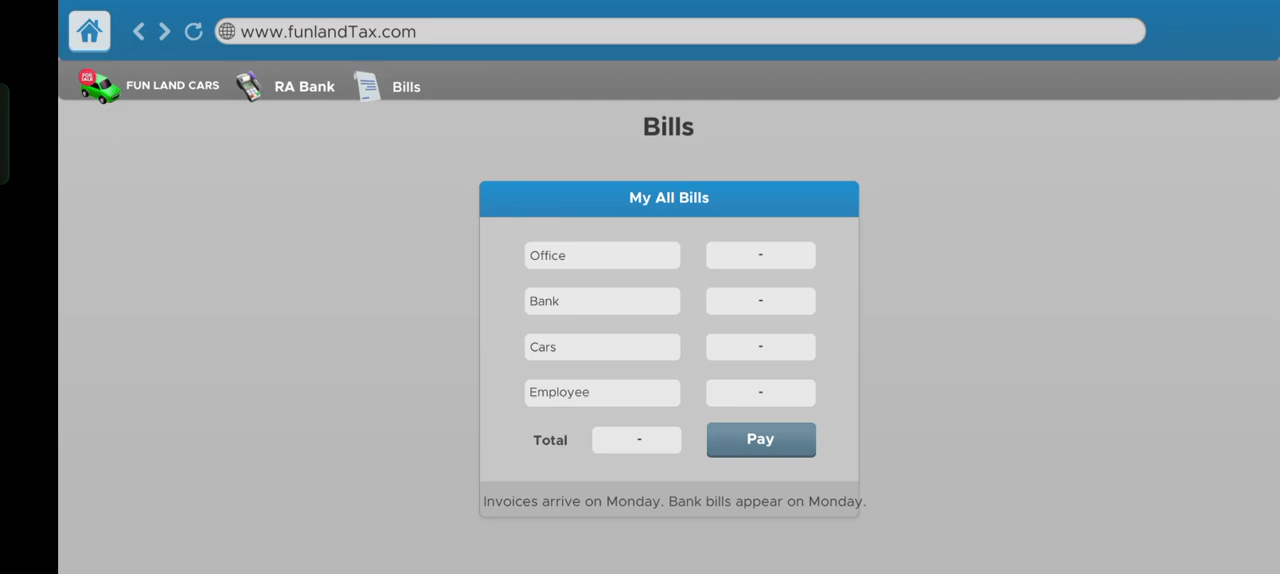 www.funlandTax.com
FOR SALE
FUN LAND CARS RA Bank Bills
Bills
My All Bills
Office -
Bank -
Cars -
Employee -
Total - Pay
Invoices arrive on Monday. Bank bills appear on Monday.